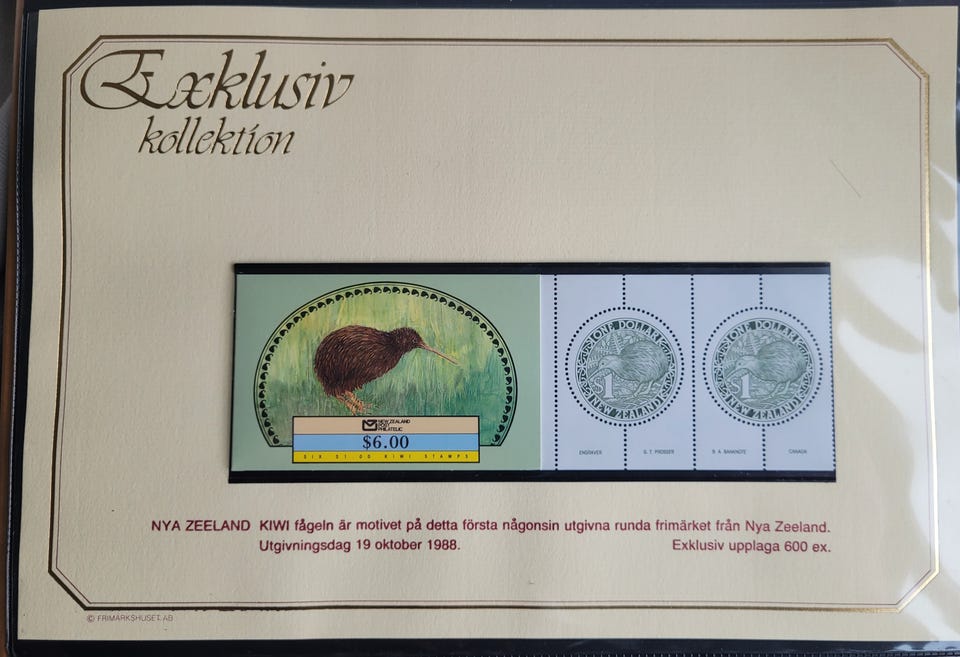 Exklusiv
kollektion
NEW ZEALAND
POST
PHILATELIC
$6.00
SIX $1.00 KIWI STAMPS
ONE DOLLAR
$1
NEW ZEALAND
ONE DOLLAR
$1
NEW ZEALAND
ENGRAVER
G. T. PROSSER
B. A. BANKNOTE
CANADA
NYA ZEELAND KIWI fågeln är motivet på detta första någonsin utgivna runda frimärket från Nya Zeeland.
Utgivningsdag 19 oktober 1988. Exklusiv upplaga 600 ex.
© FRIMÄRKSHUSET AB